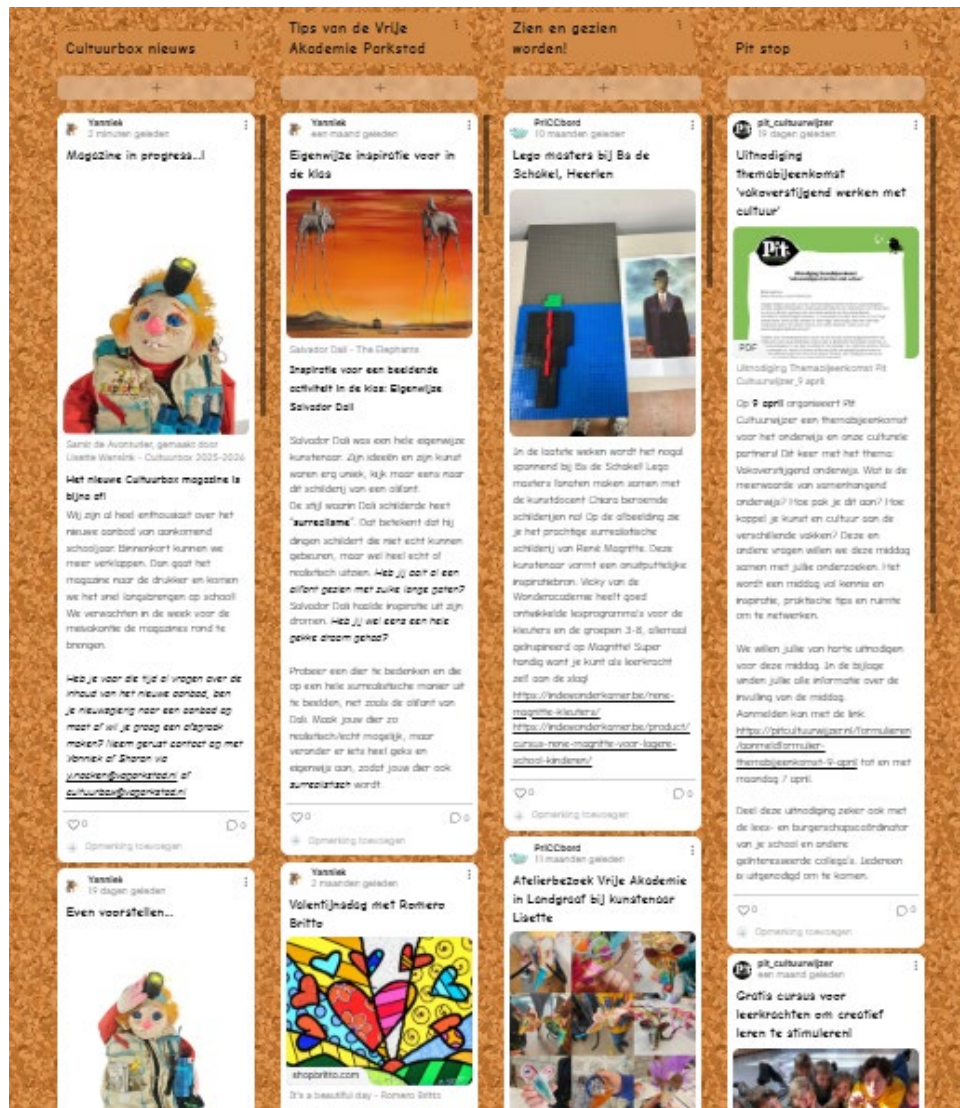 Cultuurbox nieuws
Yanniek
2 minuten geleden
Magazine in progress...!
Samir de Avonturier, gemaakt door
Lisette Wensink - Cultuurbox 2025-2026
Het nieuwe Cultuurbox magazine is
bijna af!
Wij zijn al heel enthousiast over het
nieuwe aanbod van aankomend
schooljaar. Binnenkort kunnen we
meer verklappen. Dan gaat het
magazine naar de drukker en komen
we het snel langsbrengen op school!
We verwachten in de week voor de
meivakantie de magazines rond te
brengen.
Heb je voor die tijd al vragen over de
inhoud van het nieuwe aanbod, ben
je nieuwsgierig naar een aanbod op
maat of wil je graag een afspraak
maken? Neem gerust contact op met
Yanniek of Sharon via
of
cultuurbox@vaparkstad.nl
0 0
Opmerking toevoegen
Yanniek
19 dagen geleden
Even voorstellen...
Tips van de Vrije
Akademie Parkstad
Yanniek
een maand geleden
Eigenwijze inspiratie voor in
de klas
Salvador Dali - The Elephants
Inspiratie voor een beeldende
activiteit in de klas: Eigenwijze
Salvador Dali
Salvador Dali was een hele eigenwijze
kunstenaar. Zijn ideeën en zijn kunst
waren erg uniek, kijk maar eens naar
dit schilderij van een olifant.
De stijl waarin Dali schilderde heet
"surrealisme". Dat betekent dat hij
dingen schildert die niet echt kunnen
gebeuren, maar wel heel echt of
realistisch uitzien. Heb jij ooit al een
olifant gezien met zulke lange poten?
Salvador Dali haalde inspiratie uit zijn
dromen. Heb jij wel eens een hele
gekke droom gehad?
Probeer een dier te bedenken en die
op een hele surrealistische manier uit
te beelden, net zoals de olifant van
Dali. Maak jouw dier zo
realistisch/echt mogelijk, maar
verander er iets heel geks en
eigenwijs aan, zodat jouw dier ook
surrealistisch wordt.
0 0
Opmerking toevoegen
Yanniek
2 maanden geleden
Valentijnsdag met Romero
Britto
shopbritto.com
It's a beautiful day - Romero Britto
Zien en gezien
worden!
PriCCbord
10 maanden geleden
Lego masters bij Bs de
Schakel, Heerlen
In de laatste weken wordt het nogal
spannend bij Bs de Schakel! Lego
masters fanaten maken samen met
de kunstdocent Chiara beroemde
schilderijen na! Op de afbeelding zie
je het prachtige surrealistische
schilderij van René Magritte. Deze
kunstenaar vormt een onuitputtelijke
inspiratiebron. Vicky van de
Wonderacademie heeft goed
ontwikkelde lesprogramma's voor de
kleuters en de groepen 3-8, allemaal
geïnspireerd op Magritte! Super
handig want je kunt als leerkracht
zelf aan de slag!
https://indewonderkamer.be/rene-
magritte-kleuters/
https://indewonderkamer.be/product/
cursus-rene-magritte-voor-lagere-
school-kinderen/
0 0
Opmerking toevoegen
PriCCbord
11 maanden geleden
Atelierbezoek Vrije Akademie
in Landgraaf bij kunstenaar
Lisette
Pit stop
pit_cultuurwijzer
19 dagen geleden
Uitnodiging
themabijeenkomst
'vakoverstijgend werken met
cultuur'
Pit
PDF
Uitnodiging Themabijeenkomst Pit
Cultuurwijzer_9 april
Op 9 april organiseert Pit
Cultuurwijzer een themabijeenkomst
voor het onderwijs en onze culturele
partners! Dit keer met het thema:
Vakoverstijgend onderwijs. Wat is de
meerwaarde van samenhangend
onderwijs? Hoe pak je dit aan? Hoe
koppel je kunst en cultuur aan de
verschillende vakken? Deze en
andere vragen willen we deze middag
samen met jullie onderzoeken. Het
wordt een middag vol kennis en
inspiratie, praktische tips en ruimte
om te netwerken.
We willen jullie van harte uitnodigen
voor deze middag. In de bijlage
vinden jullie alle informatie over de
invulling van de middag.
Aanmelden kan met de link:
https://pitcultuurwijzer.nl/formulieren
/aanmeldformulier-
themabijeenkomst-9-april tot en met
maandag 7 april.
Deel deze uitnodiging zeker ook met
de lees- en burgerschapscoördinator
van je school en andere
geïnteresseerde collega's. Iedereen
is uitgenodigd om te komen.
0 0
Opmerking toevoegen
pit_cultuurwijzer
een maand geleden
Gratis cursus voor
leerkrachten om creatief
leren te stimuleren!